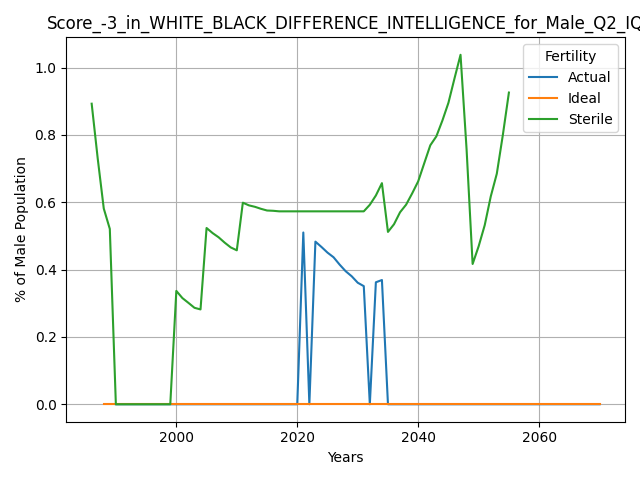 Score_-3_in_WHITE_BLACK_DIFFERENCE_INTELLIGENCE_for_Male_Q2_IQ
Fertility
Actual
Ideal
Sterile
% of Male Population
1.0
0.8
0.6
0.4
0.2
0.0
2000 2020 2040 2060
Years